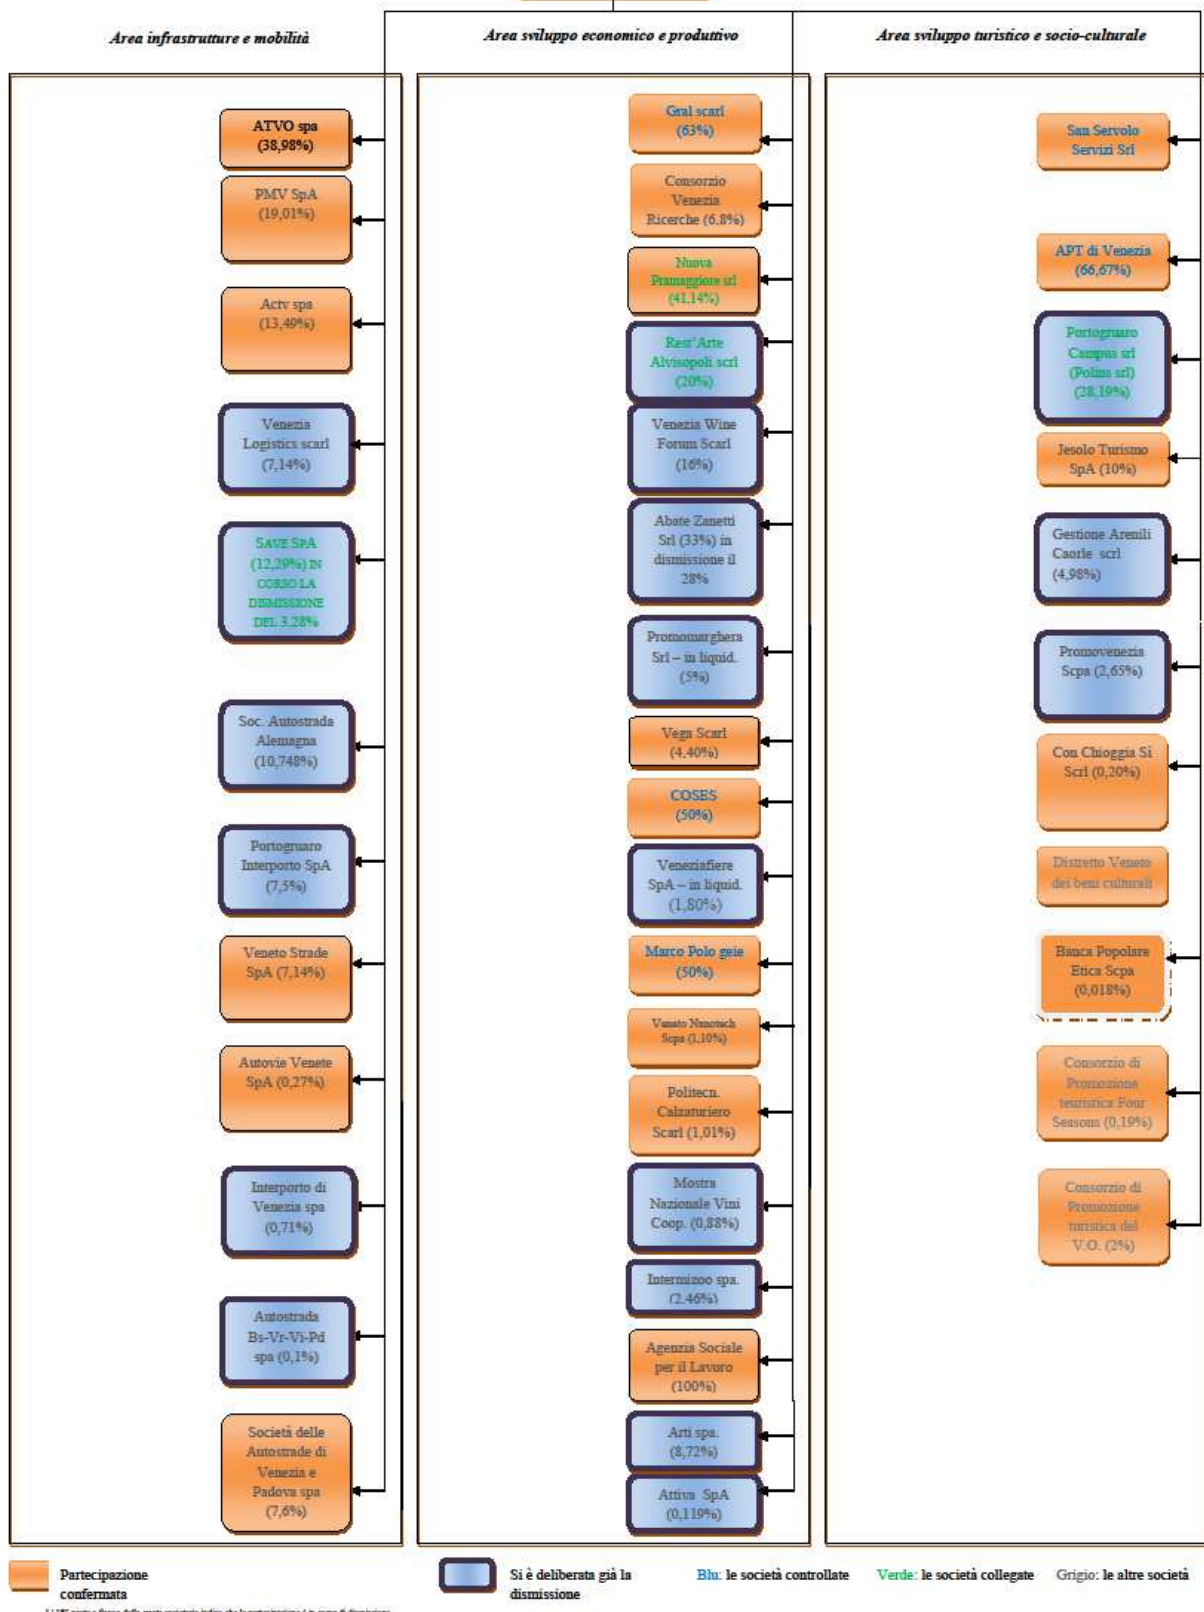 Area infrastrutture e mobilità
ATVO spa
(38,98%)
PMV SpA
(19,01%)
Actv spa
(13,49%)
Venezia
Logistics scarl
(7,14%)
SAVE SPA
(12,29%) IN
CORSO LA
DISMISSIONE
DEL 3,28%
Soc. Autostrada
Alemagna
(10,748%)
Portogruaro
Interporto SpA
(7,5%)
Veneto Strade
SpA (7,14%)
Autovie Venete
SpA (0,27%)
Interporto di
Venezia spa
(0,71%)
Autostrada
Bs-Vr-Vi-Pd
spa (0,1%)
Società delle
Autostrade di
Venezia e
Padova spa
(7,6%)
Area sviluppo economico e produttivo
Gral scarl
(63%)
Consorzio
Venezia
Ricerche (6,8%)
Nuova
Pramaggiore srl
(41,14%)
Rest'Arte
Alvisopoli scrl
(20%)
Venezia Wine
Forum Scarl
(16%)
Abate Zanetti
Srl (33%) in
dismissione il
28%
Promomarghera
Srl – in liquid.
(5%)
Vega Scarl
(4,40%)
COSES
(50%)
Veneziafiere
SpA – in liquid.
(1,80%)
Marco Polo geie
(50%)
Veneto Nanotech
Scpa (1,10%)
Politecn.
Calzaturiero
Scarl (1,01%)
Mostra
Nazionale Vini
Coop. (0,88%)
Intermizoo spa.
(2,46%)
Agenzia Sociale
per il Lavoro
(100%)
Arti spa.
(8,72%)
Attiva SpA
(0,119%)
Area sviluppo turistico e socio-culturale
San Servolo
Servizi Srl
APT di Venezia
(66,67%)
Portogruaro
Campus srl
(Polins srl)
(28,19%)
Jesolo Turismo
SpA (10%)
Gestione Arenili
Caorle scrl
(4,98%)
Promovenezia
Scpa (2,65%)
Con Chioggia Sì
Scrl (0,20%)
Distretto Veneto
dei beni culturali
Banca Popolare
Etica Scpa
(0,018%)
Consorzio di
Promozione
teuristica Four
Seasons (0,19%)
Consorzio di
Promozione
turistica del
V.O. (2%)
Partecipazione
confermata
Si è deliberata già la
dismissione
Blu: le società controllate
Verde: le società collegate
Grigio: le altre società